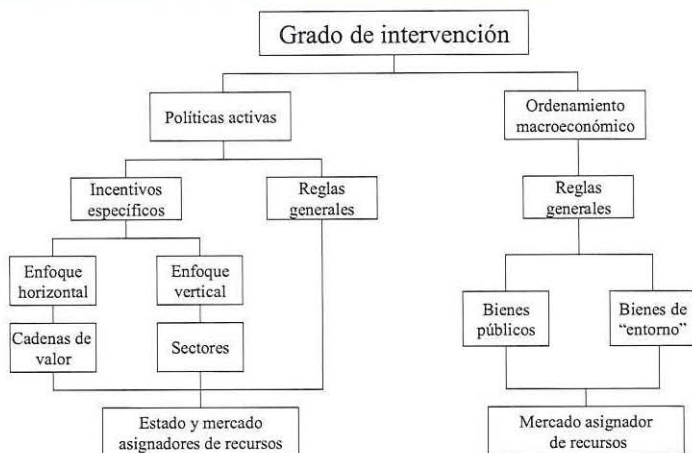 Grado de intervención
Políticas activas
Ordenamiento
macroeconómico
Incentivos
específicos
Reglas
generales
Reglas
generales
Enfoque
horizontal
Enfoque
vertical
Bienes
públicos
Bienes de
“entorno”
Cadenas de
valor
Sectores
Estado y mercado
asignadores de recursos
Mercado asignador
de recursos